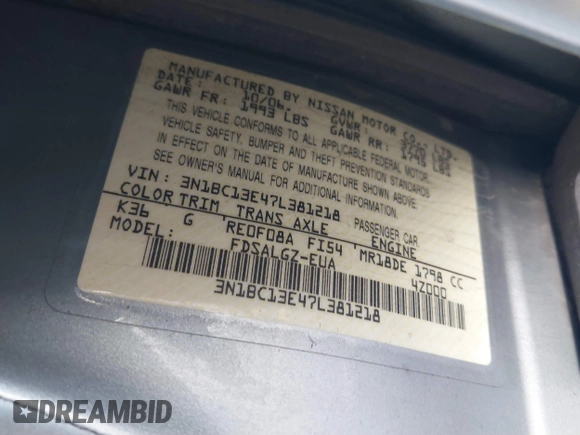 MANUFACTURED BY NISSAN MOTOR CO., LTD.
DATE: 10/06 GVWR:
GAWR FR: 1993 LBS GAWR RR: 1745 LBS
THIS VEHICLE CONFORMS TO ALL APPLICABLE FEDERAL MOTOR
VEHICLE SAFETY, BUMPER AND THEFT PREVENTION STANDARDS
IN EFFECT ON THE DATE OF MANUFACTURE SHOWN ABOVE.
SEE OWNER'S MANUAL FOR ADDITIONAL INFORMATION.
VIN: 3N1BC13E47L381218 PASSENGER CAR
COLOR TRIM TRANS AXLE ENGINE
K36 G RE0F08A FI54 MR18DE 1798 CC
MODEL: FDSALGZ-EUA 4Z000
3N1BC13E47L381218
DREAMBID